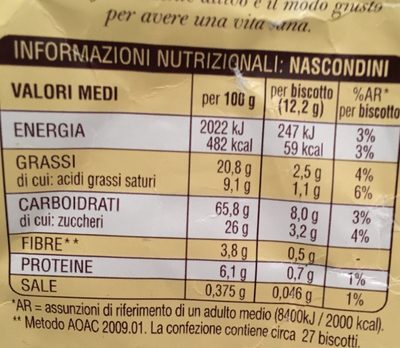 attivo è il modo giusto
per avere una vita sana.
INFORMAZIONI NUTRIZIONALI: NASCONDINI
VALORI MEDI per 100 g per biscotto (12,2 g) %AR* per biscotto
ENERGIA 2022 kJ 247 kJ 3%
482 kcal 59 kcal 3%
GRASSI 20,8 g 2,5 g 4%
di cui: acidi grassi saturi 9,1 g 1,1 g 6%
CARBOIDRATI 65,8 g 8,0 g 3%
di cui: zuccheri 26 g 3,2 g 4%
FIBRE** 3,8 g 0,5 g -
PROTEINE 6,1 g 0,7 g 1%
SALE 0,375 g 0,046 g 1%
*AR = assunzioni di riferimento di un adulto medio (8400kJ / 2000 kcal).
** Metodo AOAC 2009.01. La confezione contiene circa 27 biscotti.